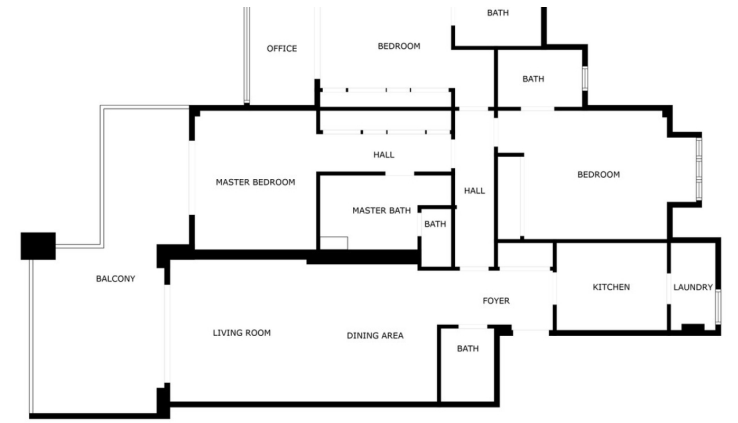 BATH
OFFICE
BEDROOM
BATH
HALL
MASTER BEDROOM
BEDROOM
HALL
MASTER BATH
BATH
BALCONY
FOYER
KITCHEN
LAUNDRY
LIVING ROOM
DINING AREA
BATH